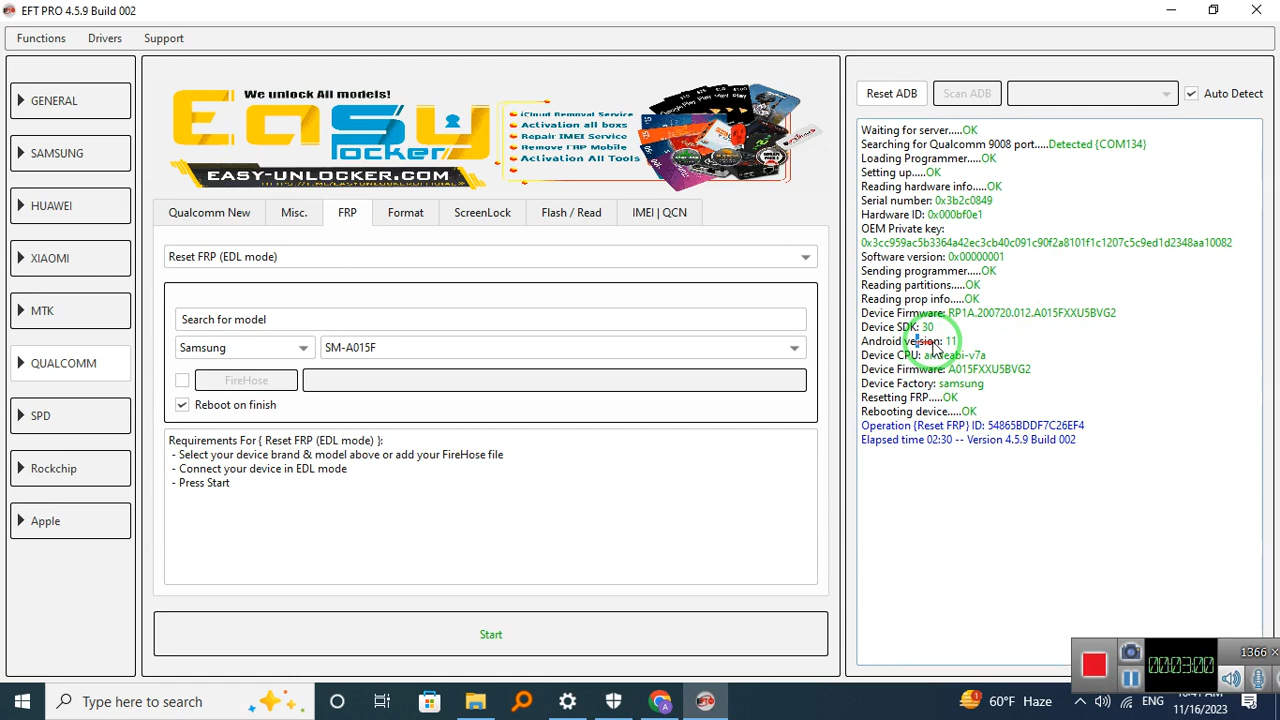 EFT PRO 4.5.9 Build 002
Functions Drivers Support
GENERAL
SAMSUNG
HUAWEI
XIAOMI
MTK
QUALCOMM
SPD
Rockchip
Apple
We unlock All models!
Easy
locker
EASY-UNLOCKER.COM
iCloud Removal Service
Activation all boxs
Repair IMEI Service
Remove FRP Mobile
Activation All Tools
Qualcomm New Misc. FRP Format ScreenLock Flash / Read IMEI | QCN
Reset FRP (EDL mode)
Search for model
Samsung SM-A015F
FireHose
Reboot on finish
Requirements For { Reset FRP (EDL mode) }:
- Select your device brand & model above or add your FireHose file
- Connect your device in EDL mode
- Press Start
Start
Reset ADB Scan ADB Auto Detect
Waiting for server.....OK
Searching for Qualcomm 9008 port.....Detected {COM134}
Loading Programmer.....OK
Setting up.....OK
Reading hardware info.....OK
Serial number: 0x3b2c0849
Hardware ID: 0x000bf0e1
OEM Private key:
0x3cc959ac5b3364a42ec3cb40c091c90f2a8101f1c1207c5c9ed1d2348aa10082
Software version: 0x00000001
Sending programmer.....OK
Reading partitions.....OK
Reading prop info.....OK
Device Firmware: RP1A.200720.012.A015FXXU5BVG2
Device SDK: 30
Android version: 11
Device CPU: armeabi-v7a
Device Firmware: A015FXXU5BVG2
Device Factory: samsung
Resetting FRP.....OK
Rebooting device.....OK
Operation {Reset FRP} ID: 54865BDDF7C26EF4
Elapsed time 02:30 -- Version 4.5.9 Build 002
1366
00:03:00
Type here to search
60°F Haze
ENG
11/16/2023